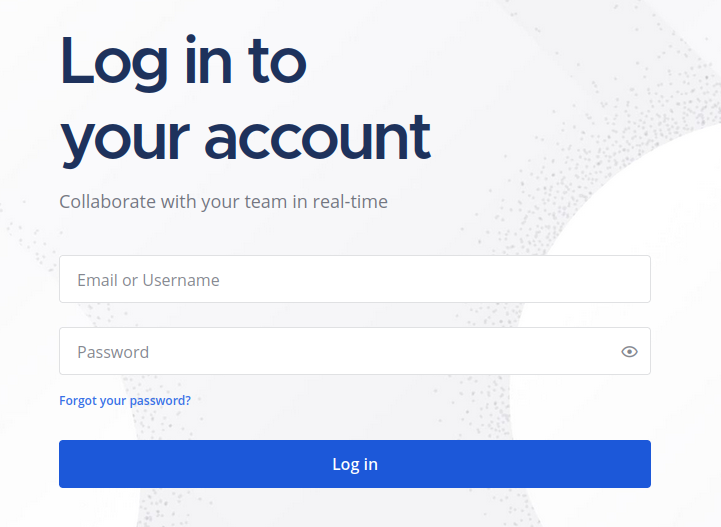 Log in to
your account
Collaborate with your team in real-time
Email or Username
Password
Forgot your password?
Log in